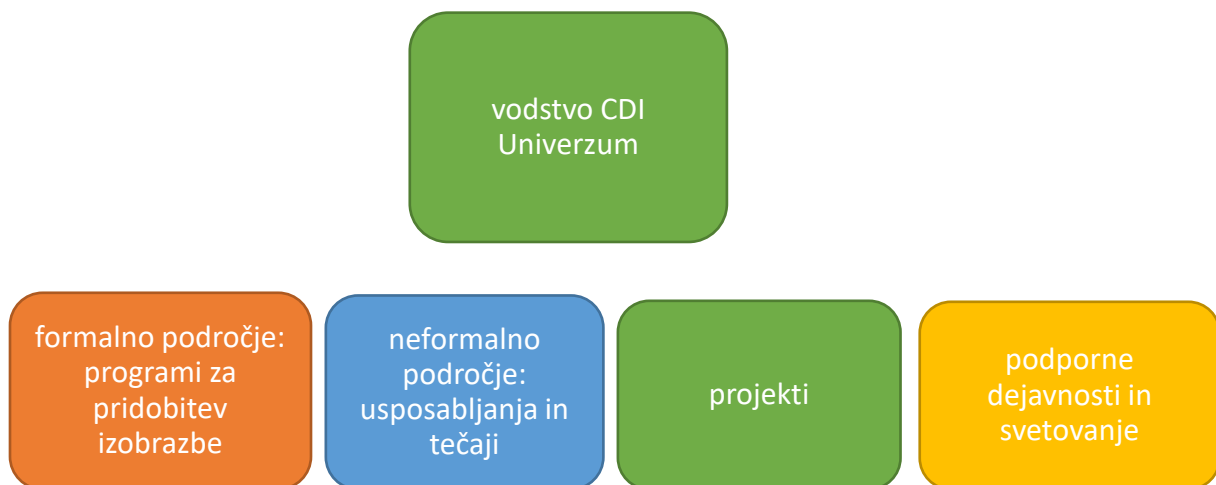 vodstvo CDI
Univerzum
formalno področje:
programi za
pridobitev
izobrazbe
neformalno
področje:
usposabljanja in
tečaji
projekti
podporne
dejavnosti in
svetovanje